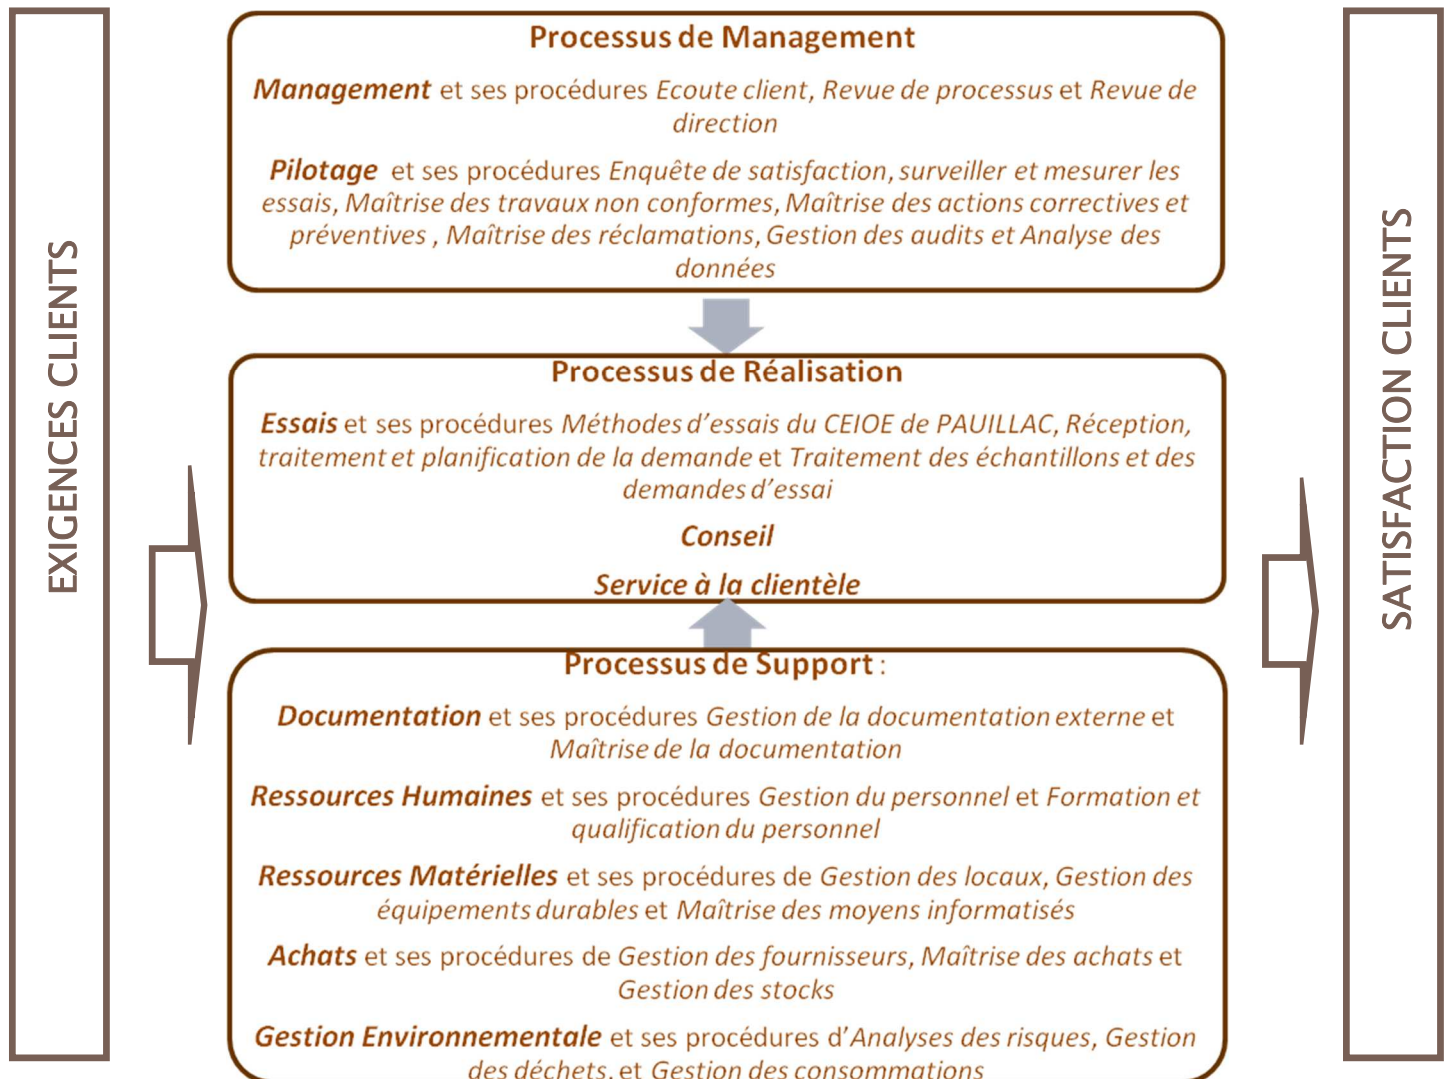 EXIGENCES CLIENTS
Processus de Management
Management et ses procédures Ecoute client, Revue de processus et Revue de
direction
Pilotage et ses procédures Enquête de satisfaction, surveiller et mesurer les
essais, Maîtrise des travaux non conformes, Maîtrise des actions correctives et
préventives , Maîtrise des réclamations, Gestion des audits et Analyse des
données
Processus de Réalisation
Essais et ses procédures Méthodes d’essais du CEIOE de PAUILLAC, Réception,
traitement et planification de la demande et Traitement des échantillons et des
demandes d’essai
Conseil
Service à la clientèle
Processus de Support :
Documentation et ses procédures Gestion de la documentation externe et
Maîtrise de la documentation
Ressources Humaines et ses procédures Gestion du personnel et Formation et
qualification du personnel
Ressources Matérielles et ses procédures de Gestion des locaux, Gestion des
équipements durables et Maîtrise des moyens informatisés
Achats et ses procédures de Gestion des fournisseurs, Maîtrise des achats et
Gestion des stocks
Gestion Environnementale et ses procédures d’Analyses des risques, Gestion
des déchets, et Gestion des consommations
SATISFACTION CLIENTS